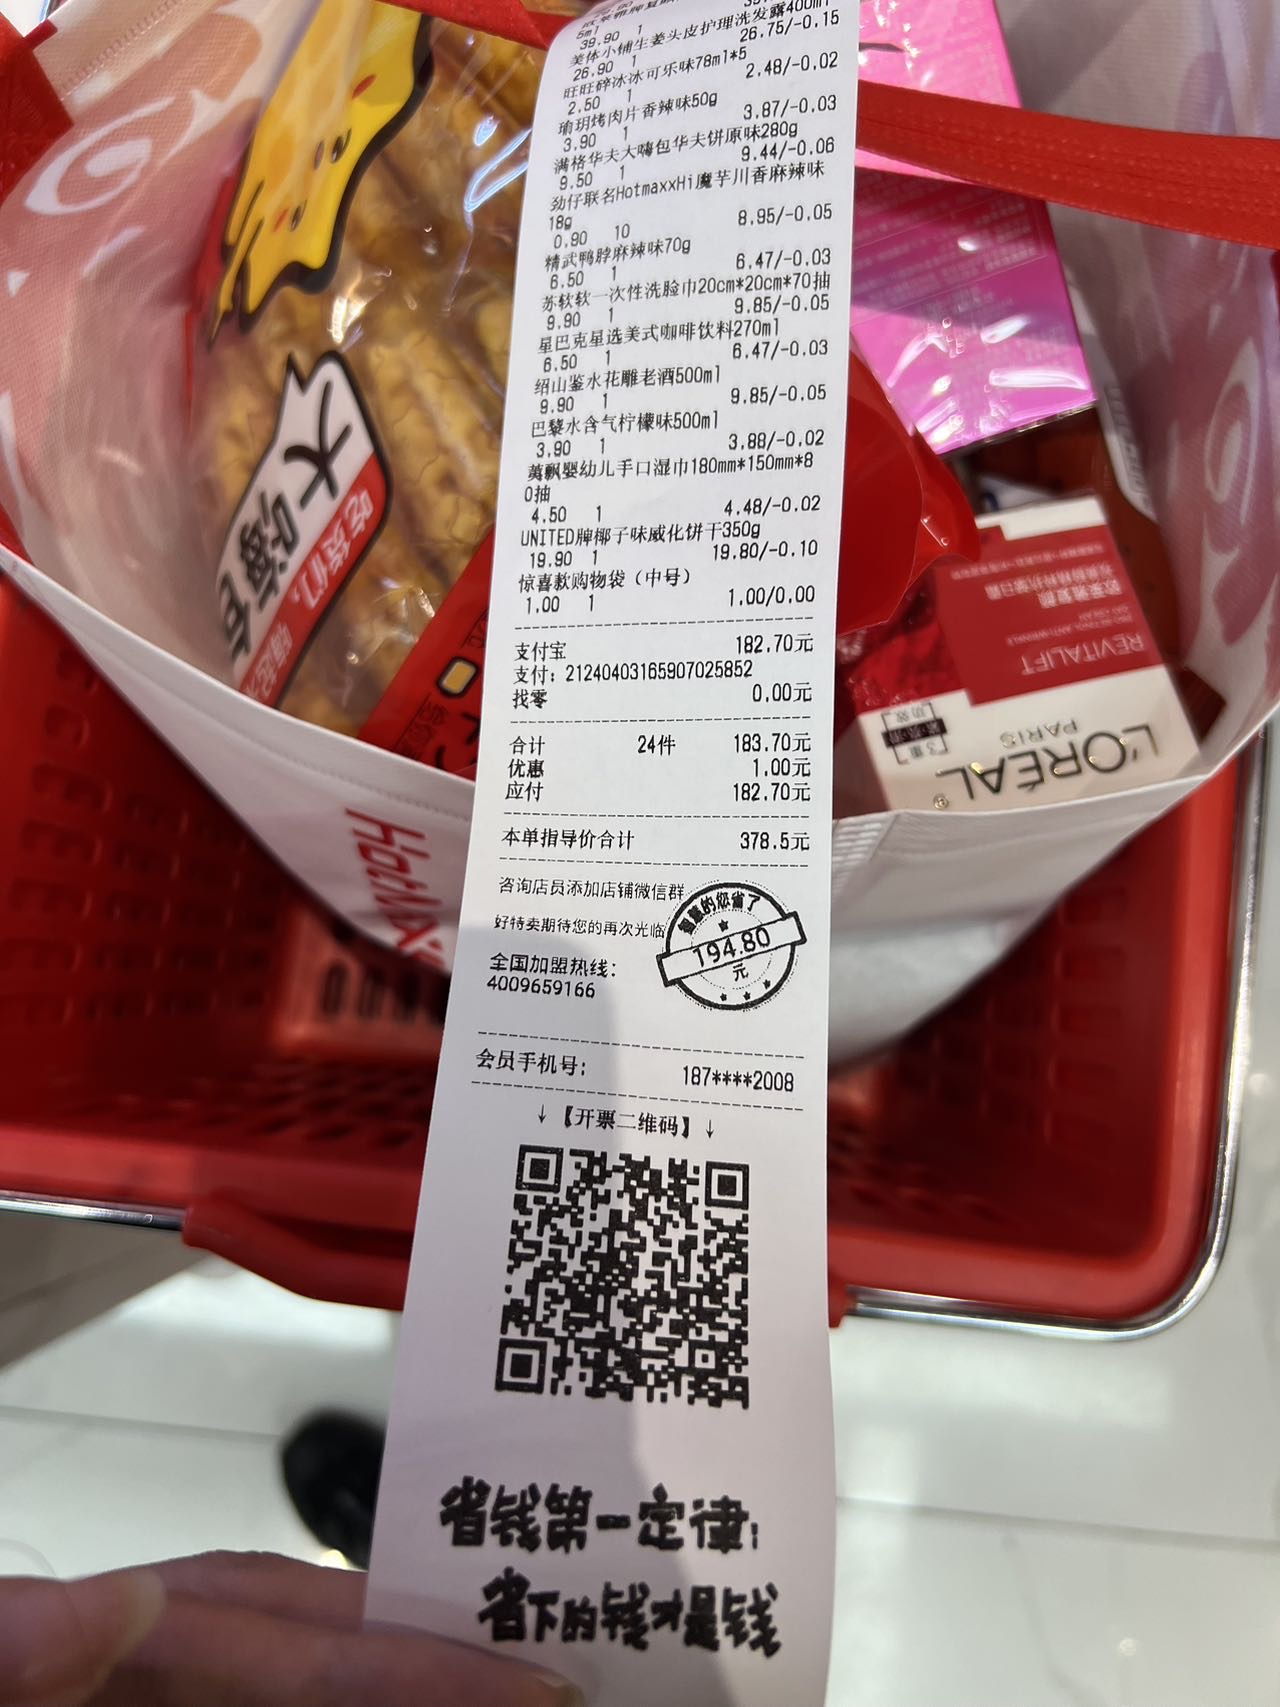 5ml
39.90 1
美体小铺生姜头皮护理洗发露400ml
26.90 1 26.75/-0.15
旺旺碎冰冰可乐味78ml*5
2.50 1 2.48/-0.02
瑜玥烤肉片香辣味50g
3.90 1 3.87/-0.03
满格华夫大嗨包华夫饼原味280g
9.50 1 9.44/-0.06
劲仔联名HotmaxxHi魔芋川香麻辣味
18g
0.90 10 8.95/-0.05
精武鸭脖麻辣味70g
6.50 1 6.47/-0.03
苏软软一次性洗脸巾20cm*20cm*70抽
9.90 1 9.85/-0.05
星巴克星选美式咖啡饮料270ml
6.50 1 6.47/-0.03
绍山鉴水花雕老酒500ml
9.90 1 9.85/-0.05
巴黎水含气柠檬味500ml
3.90 1 3.88/-0.02
婴幼儿手口湿巾180mm*150mm*8
0抽
4.50 1 4.48/-0.02
UNITED牌椰子味威化饼干350g
19.90 1 19.80/-0.10
惊喜款购物袋（中号）
1.00 1 1.00/0.00
支付宝 182.70元
支付：21240403165907025852
找零 0.00元
合计 24件 183.70元
优惠 1.00元
应付 182.70元
本单指导价合计 378.5元
咨询店员添加店铺微信群
好特卖期待您的再次光临
的您省了
194.80
元
全国加盟热线：
4009659166
会员手机号： 187****2008
↓【开票二维码】↓
省钱第一定律：
省下的钱才是钱
大嗨包
吃货们,
HotMaxx
REVITALIFT
L'ORÉAL
PARIS